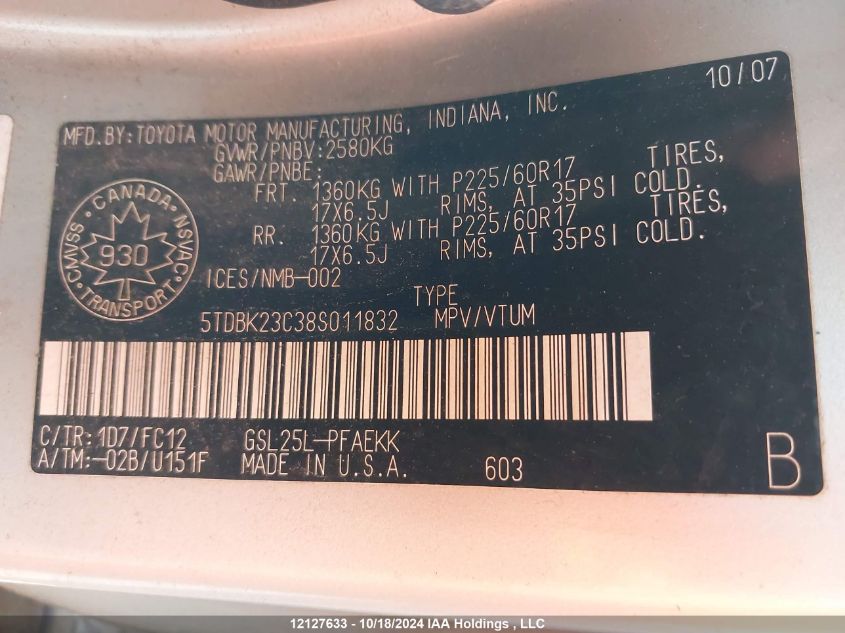 10/07
MFD.BY:TOYOTA MOTOR MANUFACTURING, INDIANA, INC.
GVWR/PNBV:2580KG
GAWR/PNBE:
FRT. 1360KG WITH P225/60R17 TIRES,
17X6.5J RIMS, AT 35PSI COLD.
RR. 1360KG WITH P225/60R17 TIRES,
17X6.5J RIMS, AT 35PSI COLD.
CANADA · NSVAC · TRANSPORT · CMVSS ·
930
ICES/NMB-002
TYPE
5TDBK23C38S011832 MPV/VTUM
C/TR:1D7/FC12 GSL25L-PFAEKK
A/TM:-02B/U151F MADE IN U.S.A. 603 B
12127633 - 10/18/2024 IAA Holdings , LLC